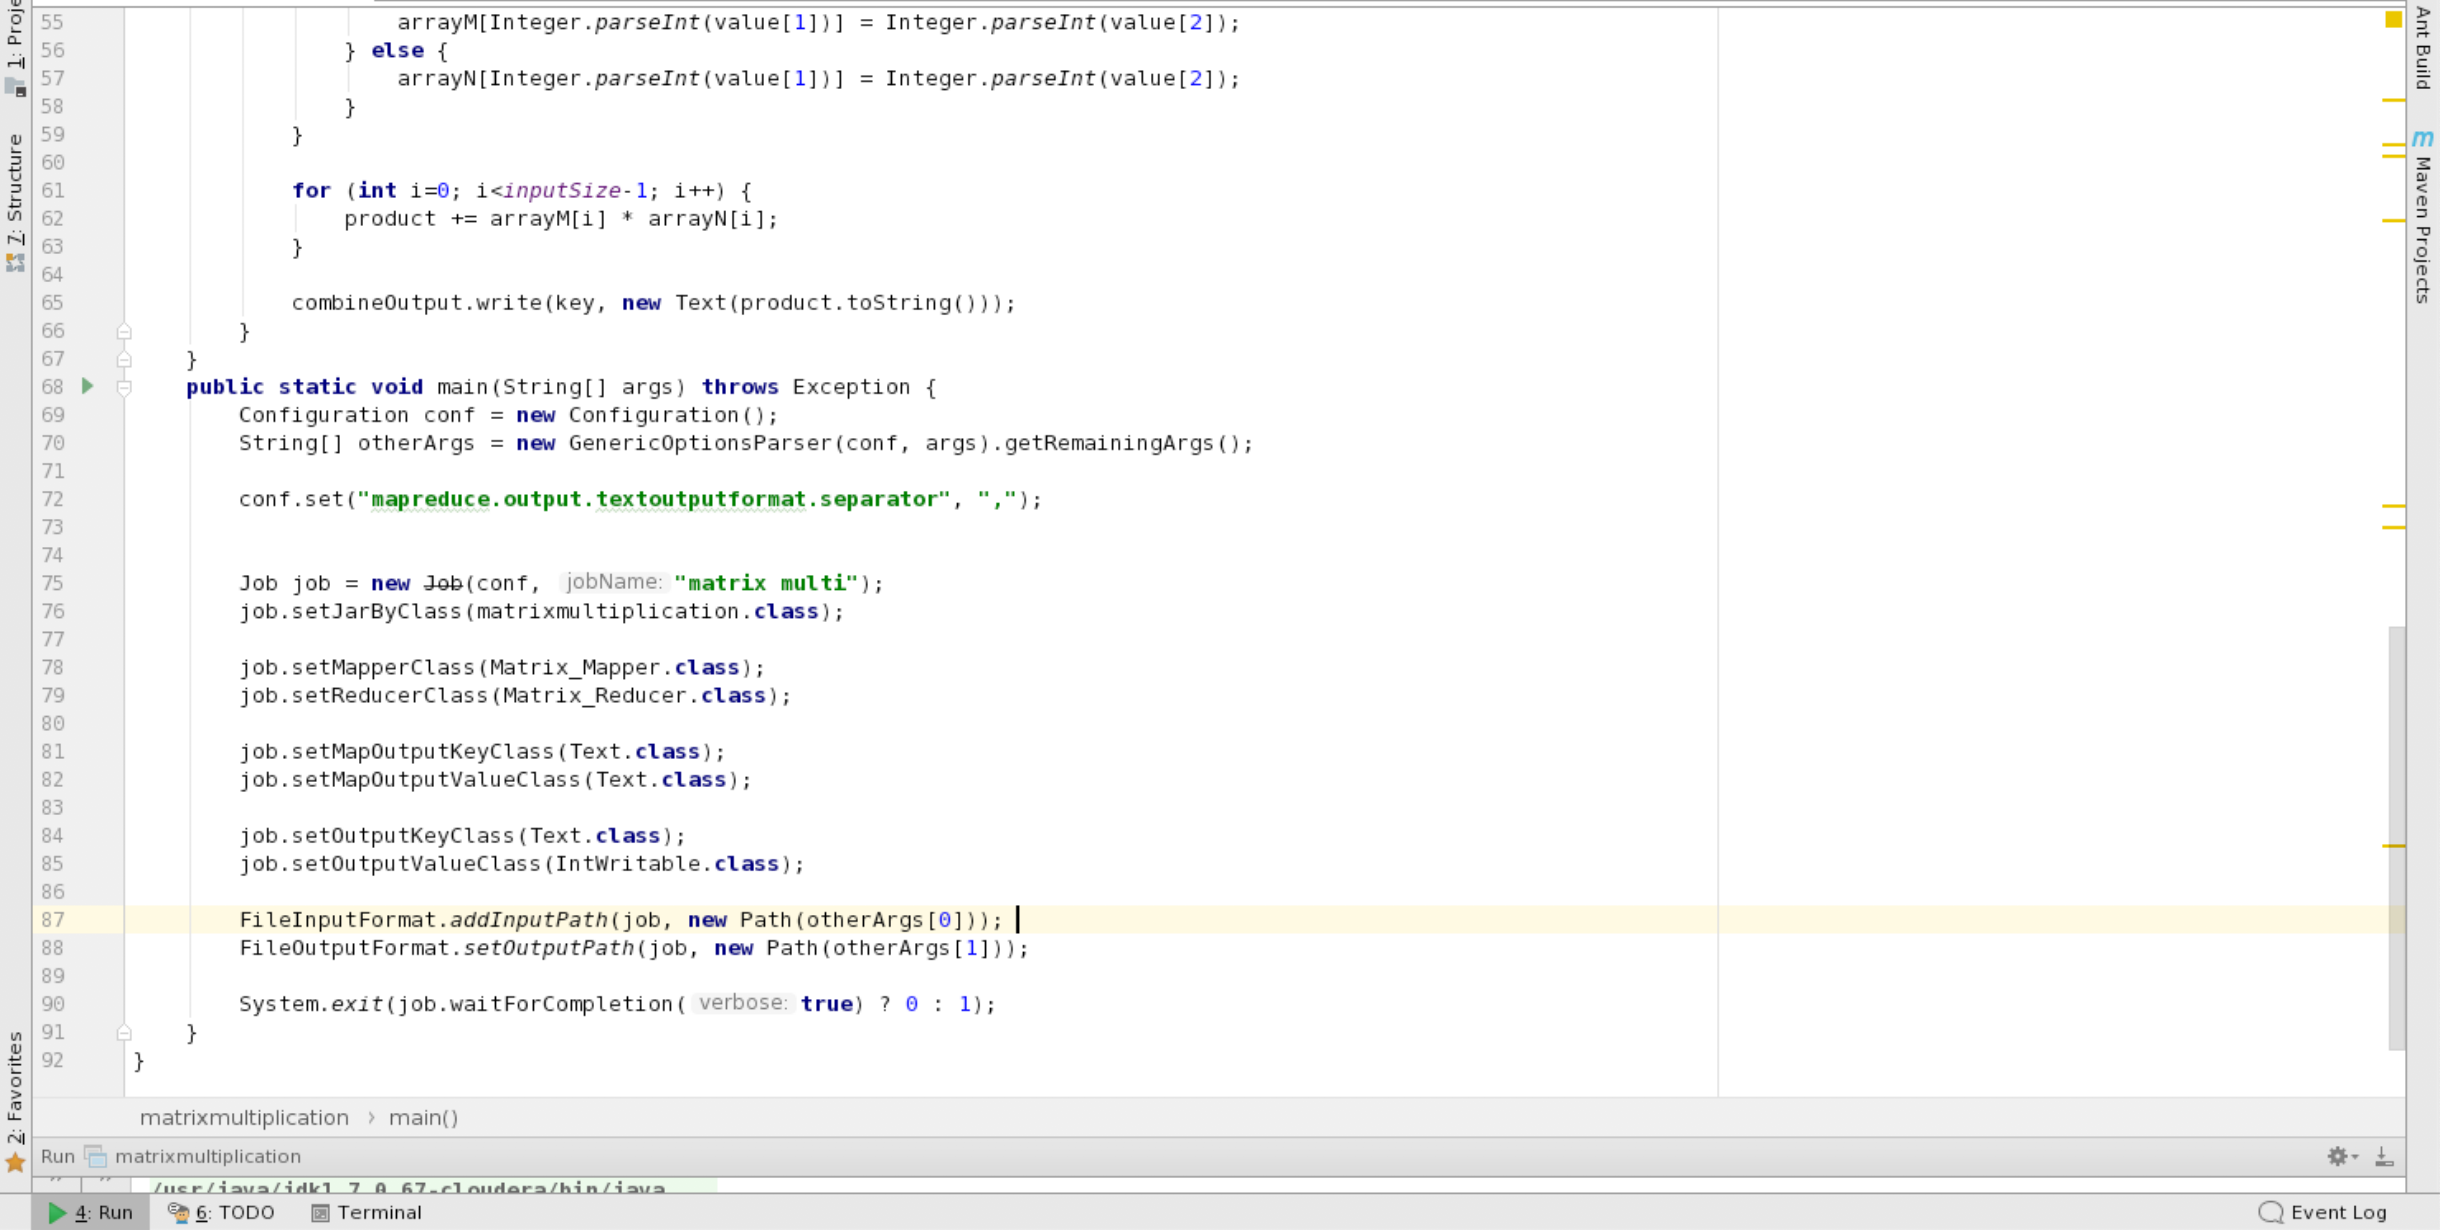 55 arrayM[Integer.parseInt(value[1])] = Integer.parseInt(value[2]);
56 } else {
57 arrayN[Integer.parseInt(value[1])] = Integer.parseInt(value[2]);
58 }
59 }
60
61 for (int i=0; i<inputSize-1; i++) {
62 product += arrayM[i] * arrayN[i];
63 }
64
65 combineOutput.write(key, new Text(product.toString()));
66 }
67 }
68 public static void main(String[] args) throws Exception {
69 Configuration conf = new Configuration();
70 String[] otherArgs = new GenericOptionsParser(conf, args).getRemainingArgs();
71
72 conf.set("mapreduce.output.textoutputformat.separator", ",");
73
74
75 Job job = new Job(conf, jobName: "matrix multi");
76 job.setJarByClass(matrixmultiplication.class);
77
78 job.setMapperClass(Matrix_Mapper.class);
79 job.setReducerClass(Matrix_Reducer.class);
80
81 job.setMapOutputKeyClass(Text.class);
82 job.setMapOutputValueClass(Text.class);
83
84 job.setOutputKeyClass(Text.class);
85 job.setOutputValueClass(IntWritable.class);
86
87 FileInputFormat.addInputPath(job, new Path(otherArgs[0]));
88 FileOutputFormat.setOutputPath(job, new Path(otherArgs[1]));
89
90 System.exit(job.waitForCompletion( verbose: true) ? 0 : 1);
91 }
92 }
1: Proje
7: Structure
2: Favorites
Ant Build
m Maven Projects
matrixmultiplication › main()
Run matrixmultiplication
/usr/java/jdk1.7.0_67-cloudera/bin/java
4: Run 6: TODO Terminal Event Log